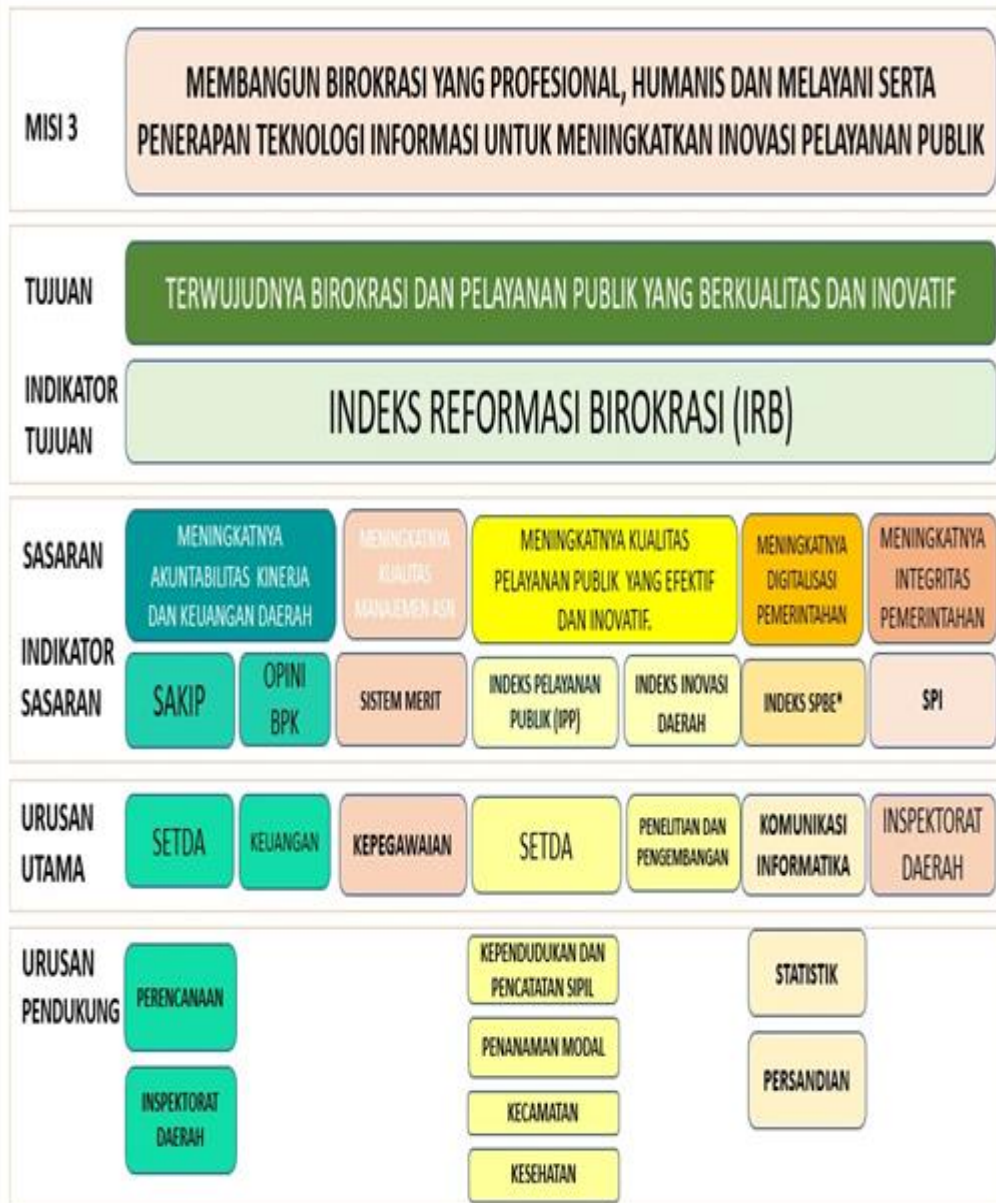 MISI 3
MEMBANGUN BIROKRASI YANG PROFESIONAL, HUMANIS DAN MELAYANI SERTA
PENERAPAN TEKNOLOGI INFORMASI UNTUK MENINGKATKAN INOVASI PELAYANAN PUBLIK
TUJUAN
TERWUJUDNYA BIROKRASI DAN PELAYANAN PUBLIK YANG BERKUALITAS DAN INOVATIF
INDIKATOR
TUJUAN
INDEKS REFORMASI BIROKRASI (IRB)
SASARAN
MENINGKATNYA
AKUNTABILITAS KINERJA
DAN KEUANGAN DAERAH
MENINGKATNYA
KUALITAS
MANAJEMEN ASN
MENINGKATNYA KUALITAS
PELAYANAN PUBLIK YANG EFEKTIF
DAN INOVATIF.
MENINGKATNYA
DIGITALISASI
PEMERINTAHAN
MENINGKATNYA
INTEGRITAS
PEMERINTAHAN
INDIKATOR
SASARAN
SAKIP
OPINI
BPK
SISTEM MERIT
INDEKS PELAYANAN
PUBLIK (IPP)
INDEKS INOVASI
DAERAH
INDEKS SPBE*
SPI
URUSAN
UTAMA
SETDA
KEUANGAN
KEPEGAWAIAN
SETDA
PENELITIAN DAN
PENGEMBANGAN
KOMUNIKASI
INFORMATIKA
INSPEKTORAT
DAERAH
URUSAN
PENDUKUNG
PERENCANAAN
INSPEKTORAT
DAERAH
KEPENDUDUKAN DAN
PENCATATAN SIPIL
PENANAMAN MODAL
KECAMATAN
KESEHATAN
STATISTIK
PERSANDIAN